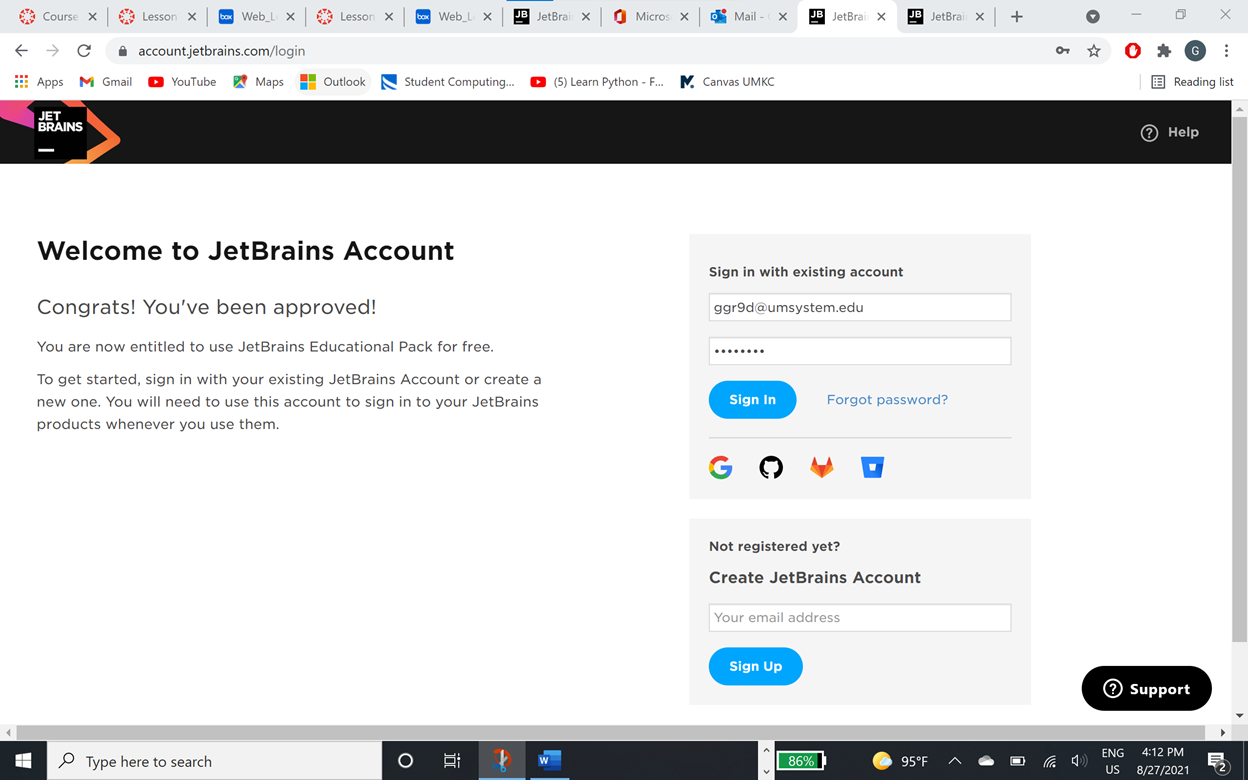 Course
Lesson
box
Web_L
Lesson
box
Web_L
JB
JetBrai
Micros
Mail -
JB
JetBrai
JB
JetBrai
account.jetbrains.com/login
G
Apps
Gmail
YouTube
Maps
Outlook
Student Computing...
(5) Learn Python - F...
Canvas UMKC
Reading list
JET
BRAINS
Help
Welcome to JetBrains Account
Congrats! You've been approved!
You are now entitled to use JetBrains Educational Pack for free.
To get started, sign in with your existing JetBrains Account or create a
new one. You will need to use this account to sign in to your JetBrains
products whenever you use them.
Sign in with existing account
ggr9d@umsystem.edu
••••••••
Sign In
Forgot password?
Not registered yet?
Create JetBrains Account
Your email address
Sign Up
Support
Type here to search
W
86%
95°F
ENG
US
4:12 PM
8/27/2021
2